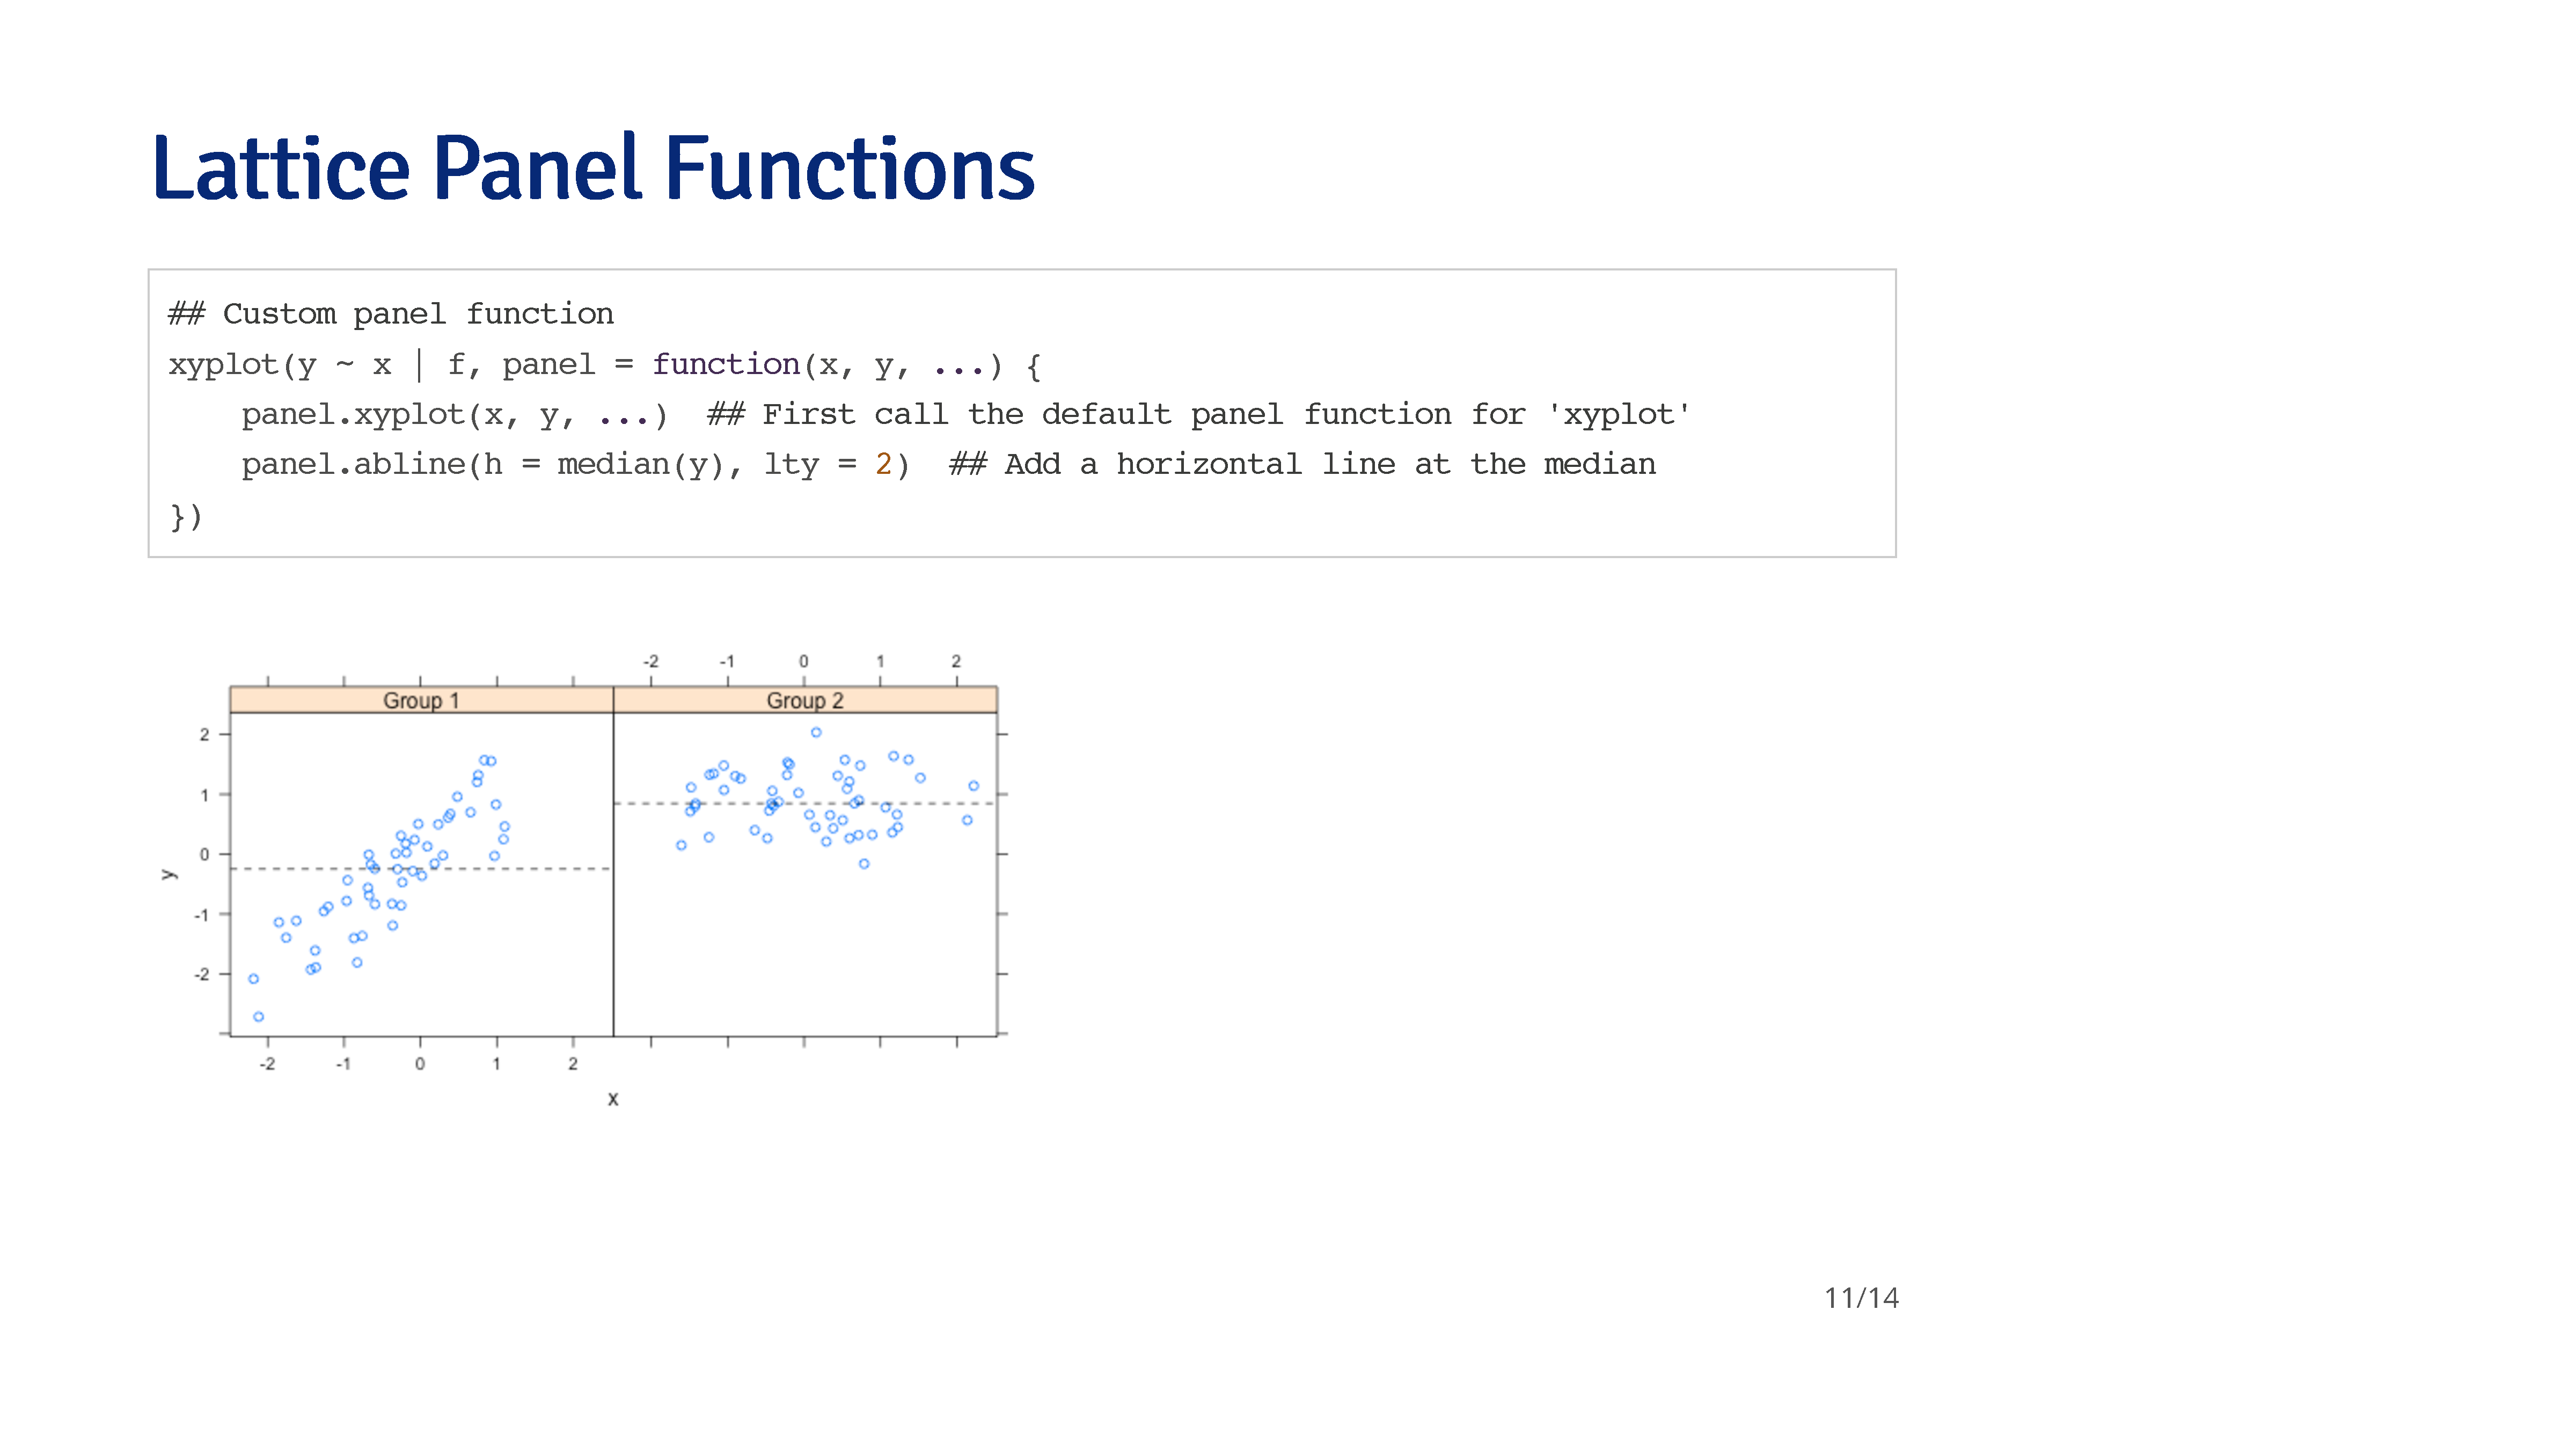 Lattice Panel Functions
## Custom panel function
xyplot(y ~ x | f, panel = function(x, y, ...) {
    panel.xyplot(x, y, ...)  ## First call the default panel function for 'xyplot'
    panel.abline(h = median(y), lty = 2)  ## Add a horizontal line at the median
})
-2 -1 0 1 2
Group 1 Group 2
2
1
0
-1
-2
y
-2 -1 0 1 2
x
11/14